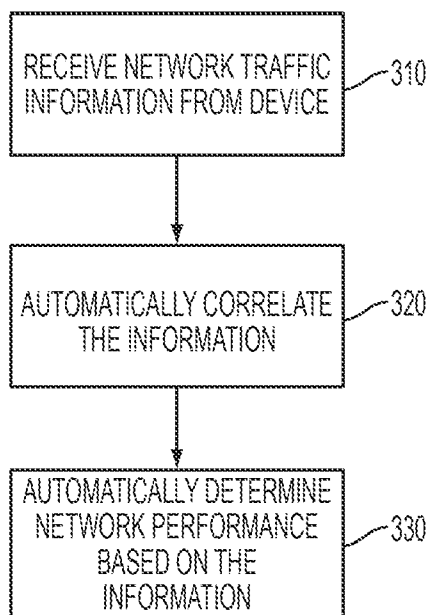 RECEIVE NETWORK TRAFFIC
INFORMATION FROM DEVICE
310
AUTOMATICALLY CORRELATE
THE INFORMATION
320
AUTOMATICALLY DETERMINE
NETWORK PERFORMANCE
BASED ON THE
INFORMATION
330